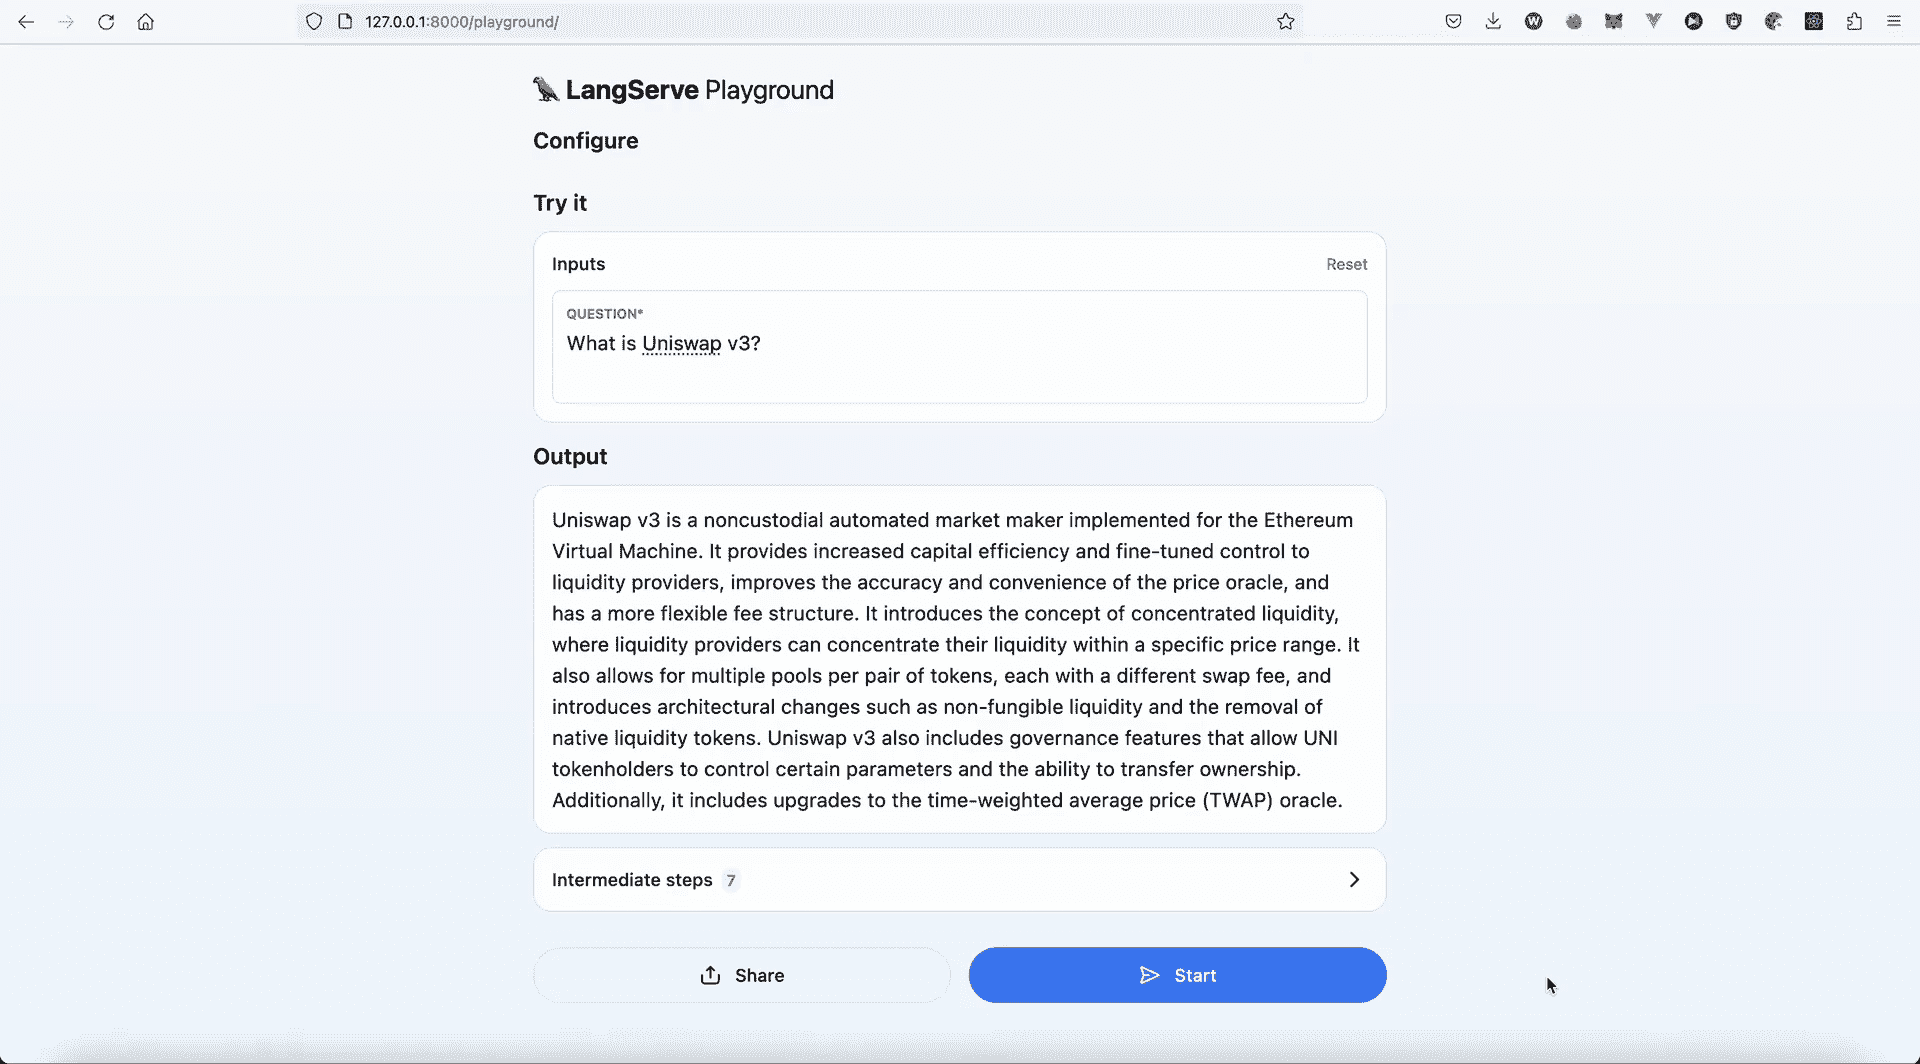 127.0.0.1:8000/playground/
LangServe Playground
Configure
Try it
Inputs
Reset
QUESTION*
What is Uniswap v3?
Output
Uniswap v3 is a noncustodial automated market maker implemented for the Ethereum
Virtual Machine. It provides increased capital efficiency and fine-tuned control to
liquidity providers, improves the accuracy and convenience of the price oracle, and
has a more flexible fee structure. It introduces the concept of concentrated liquidity,
where liquidity providers can concentrate their liquidity within a specific price range. It
also allows for multiple pools per pair of tokens, each with a different swap fee, and
introduces architectural changes such as non-fungible liquidity and the removal of
native liquidity tokens. Uniswap v3 also includes governance features that allow UNI
tokenholders to control certain parameters and the ability to transfer ownership.
Additionally, it includes upgrades to the time-weighted average price (TWAP) oracle.
Intermediate steps 7
Share
Start